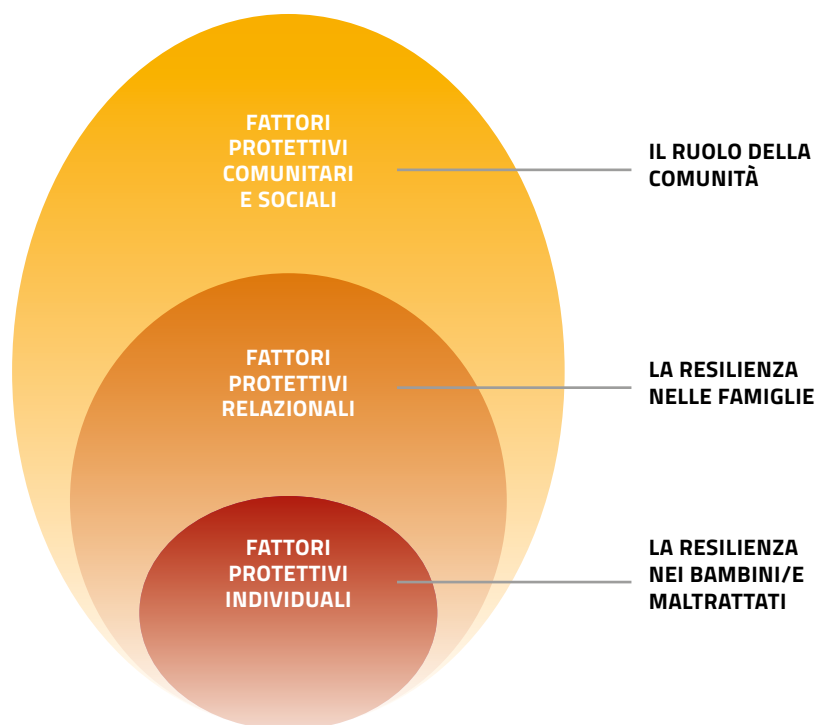 FATTORI
PROTETTIVI
COMUNITARI
E SOCIALI
IL RUOLO DELLA
COMUNITÀ
FATTORI
PROTETTIVI
RELAZIONALI
LA RESILIENZA
NELLE FAMIGLIE
FATTORI
PROTETTIVI
INDIVIDUALI
LA RESILIENZA
NEI BAMBINI/E
MALTRATTATI